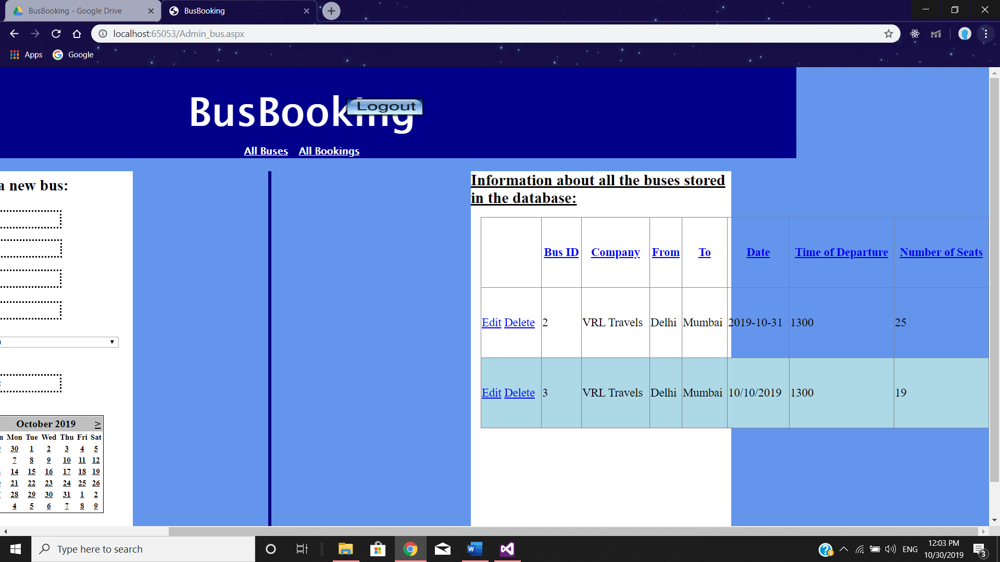 BusBooking - Google Drive
BusBooking
localhost:65053/Admin_bus.aspx
Apps
Google
BusBooking
Logout
All Buses
All Bookings
a new bus:
October 2019 >
Mon Tue Wed Thu Fri Sat
30 1 2 3 4 5
7 8 9 10 11 12
14 15 16 17 18 19
21 22 23 24 25 26
28 29 30 31 1 2
4 5 6 7 8 9
Information about all the buses stored
in the database:
Bus ID Company From To Date Time of Departure Number of Seats
Edit Delete 2 VRL Travels Delhi Mumbai 2019-10-31 1300 25
Edit Delete 3 VRL Travels Delhi Mumbai 10/10/2019 1300 19
Type here to search
ENG
12:03 PM
10/30/2019
3